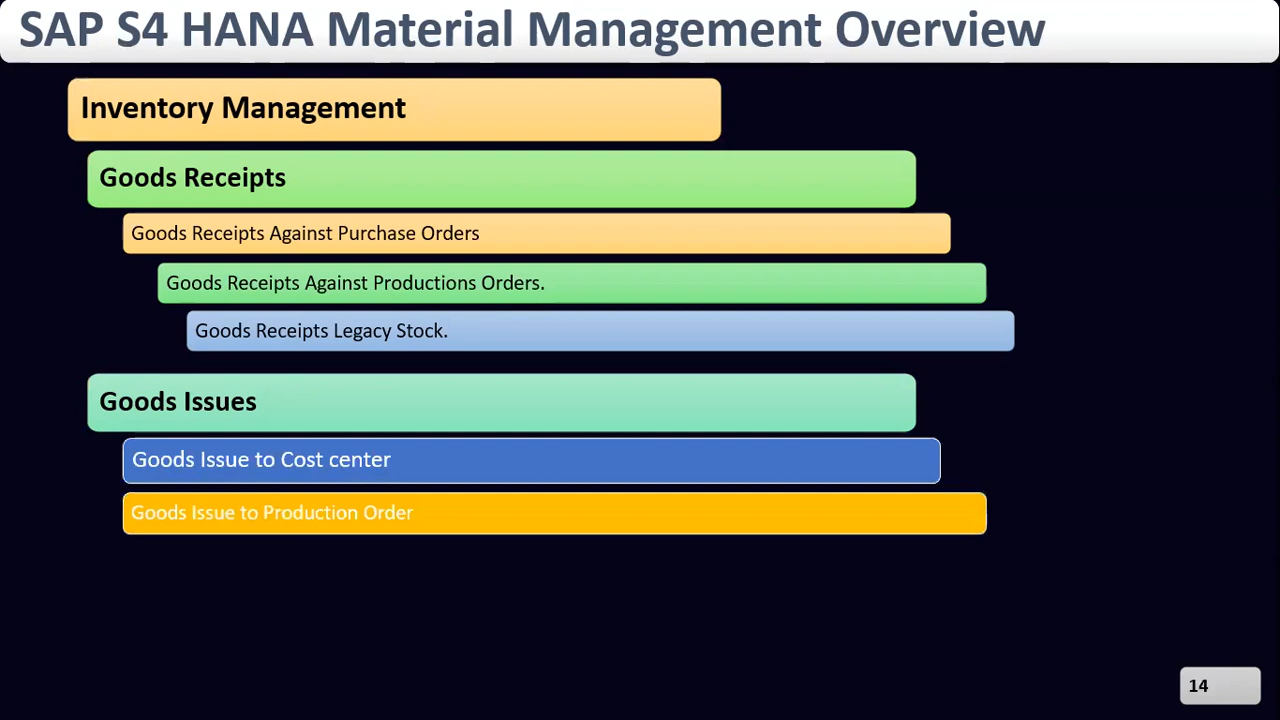 SAP S4 HANA Material Management Overview
Inventory Management
Goods Receipts
Goods Receipts Against Purchase Orders
Goods Receipts Against Productions Orders.
Goods Receipts Legacy Stock.
Goods Issues
Goods Issue to Cost center
Goods Issue to Production Order
14